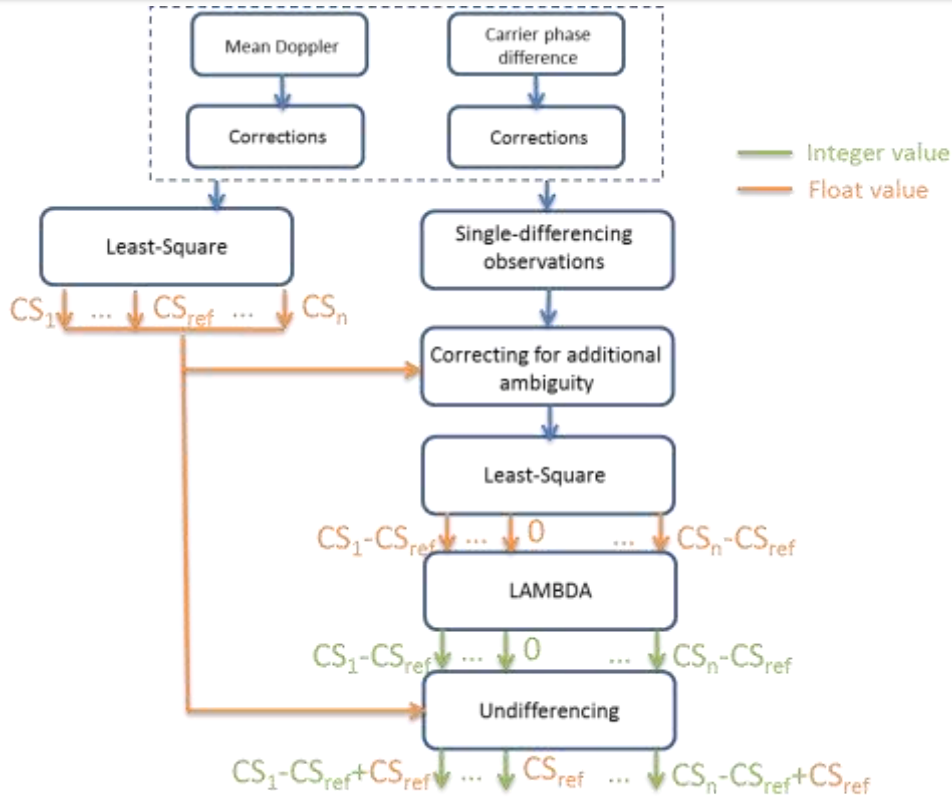 Mean Doppler
Carrier phase
difference
Corrections
Corrections
Integer value
Float value
Least-Square
Single-differencing
observations
CS₁ ... CSref ... CSn
Correcting for additional
ambiguity
Least-Square
CS₁-CSref ... 0 ... CSn-CSref
LAMBDA
CS₁-CSref ... 0 ... CSn-CSref
Undifferencing
CS₁-CSref+CSref ... CSref ... CSn-CSref+CSref